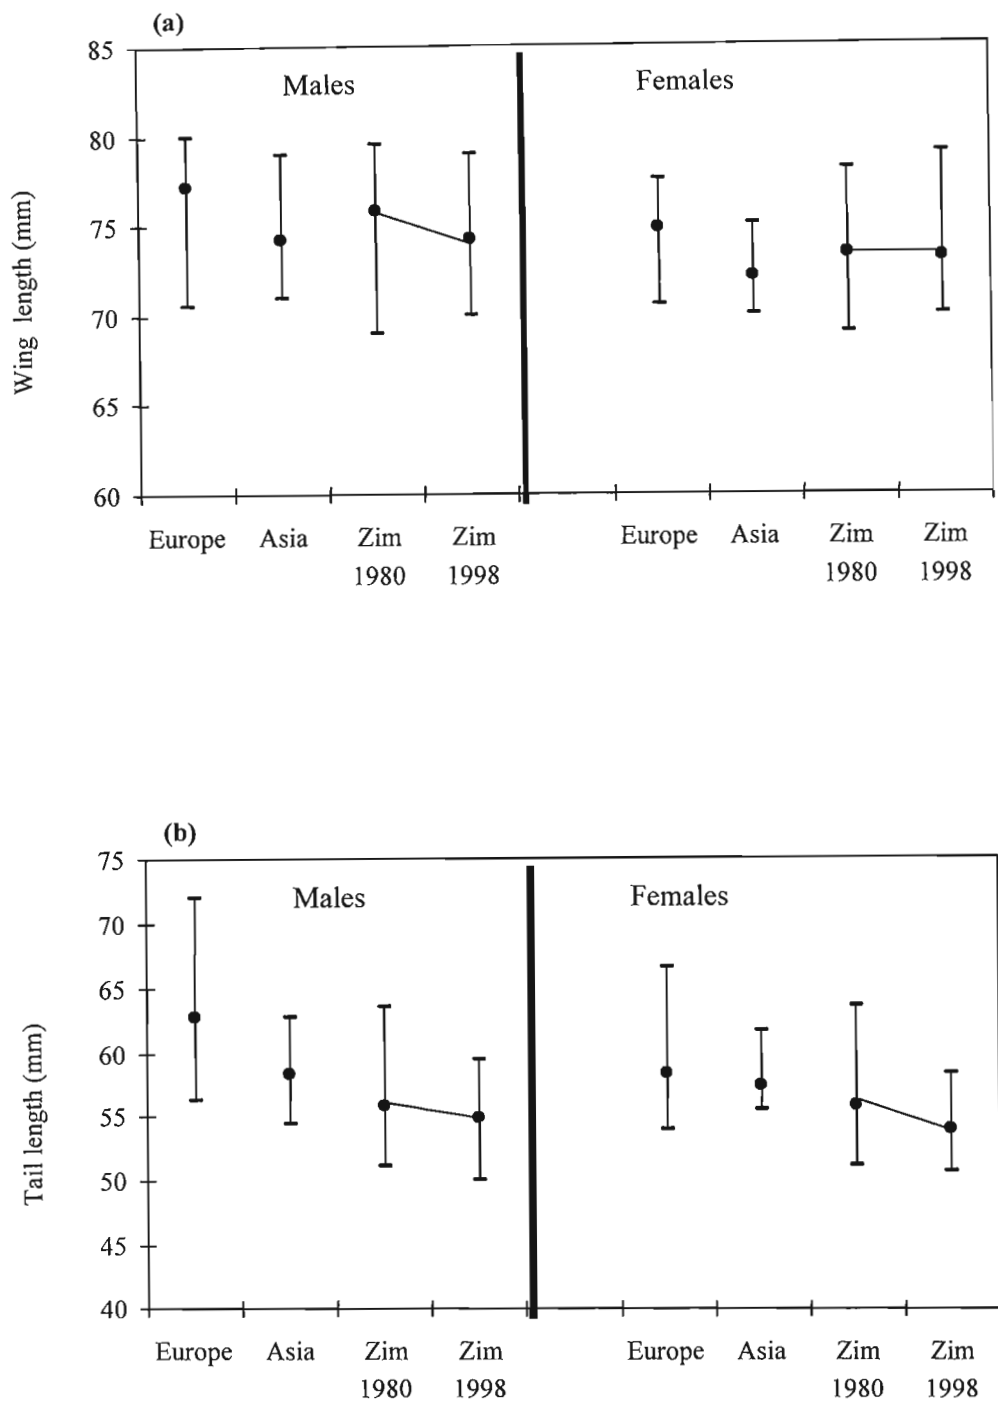 (a)
Males Females
Wing length (mm)
85
80
75
70
65
60
Europe Asia Zim Zim Europe Asia Zim Zim
1980 1998 1980 1998
(b)
Males Females
Tail length (mm)
75
70
65
60
55
50
45
40
Europe Asia Zim Zim Europe Asia Zim Zim
1980 1998 1980 1998